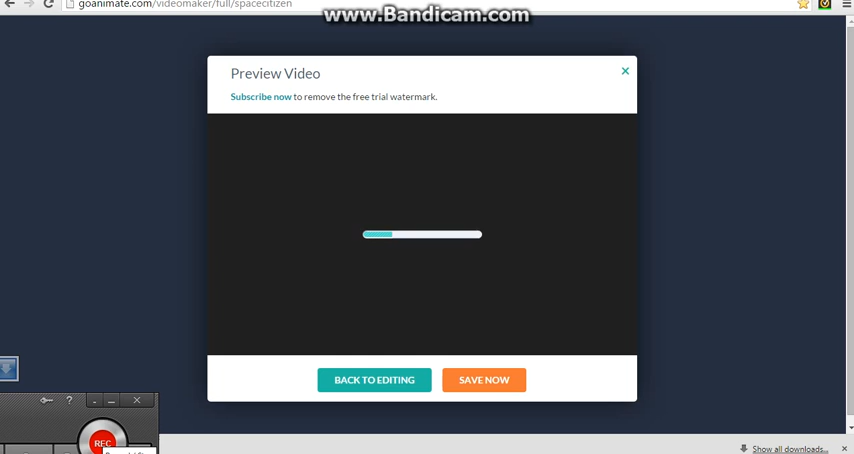 goanimate.com/videomaker/full/spacecitizen
www.Bandicam.com
Preview Video
Subscribe now to remove the free trial watermark.
BACK TO EDITING
SAVE NOW
?
REC
Show all downloads...